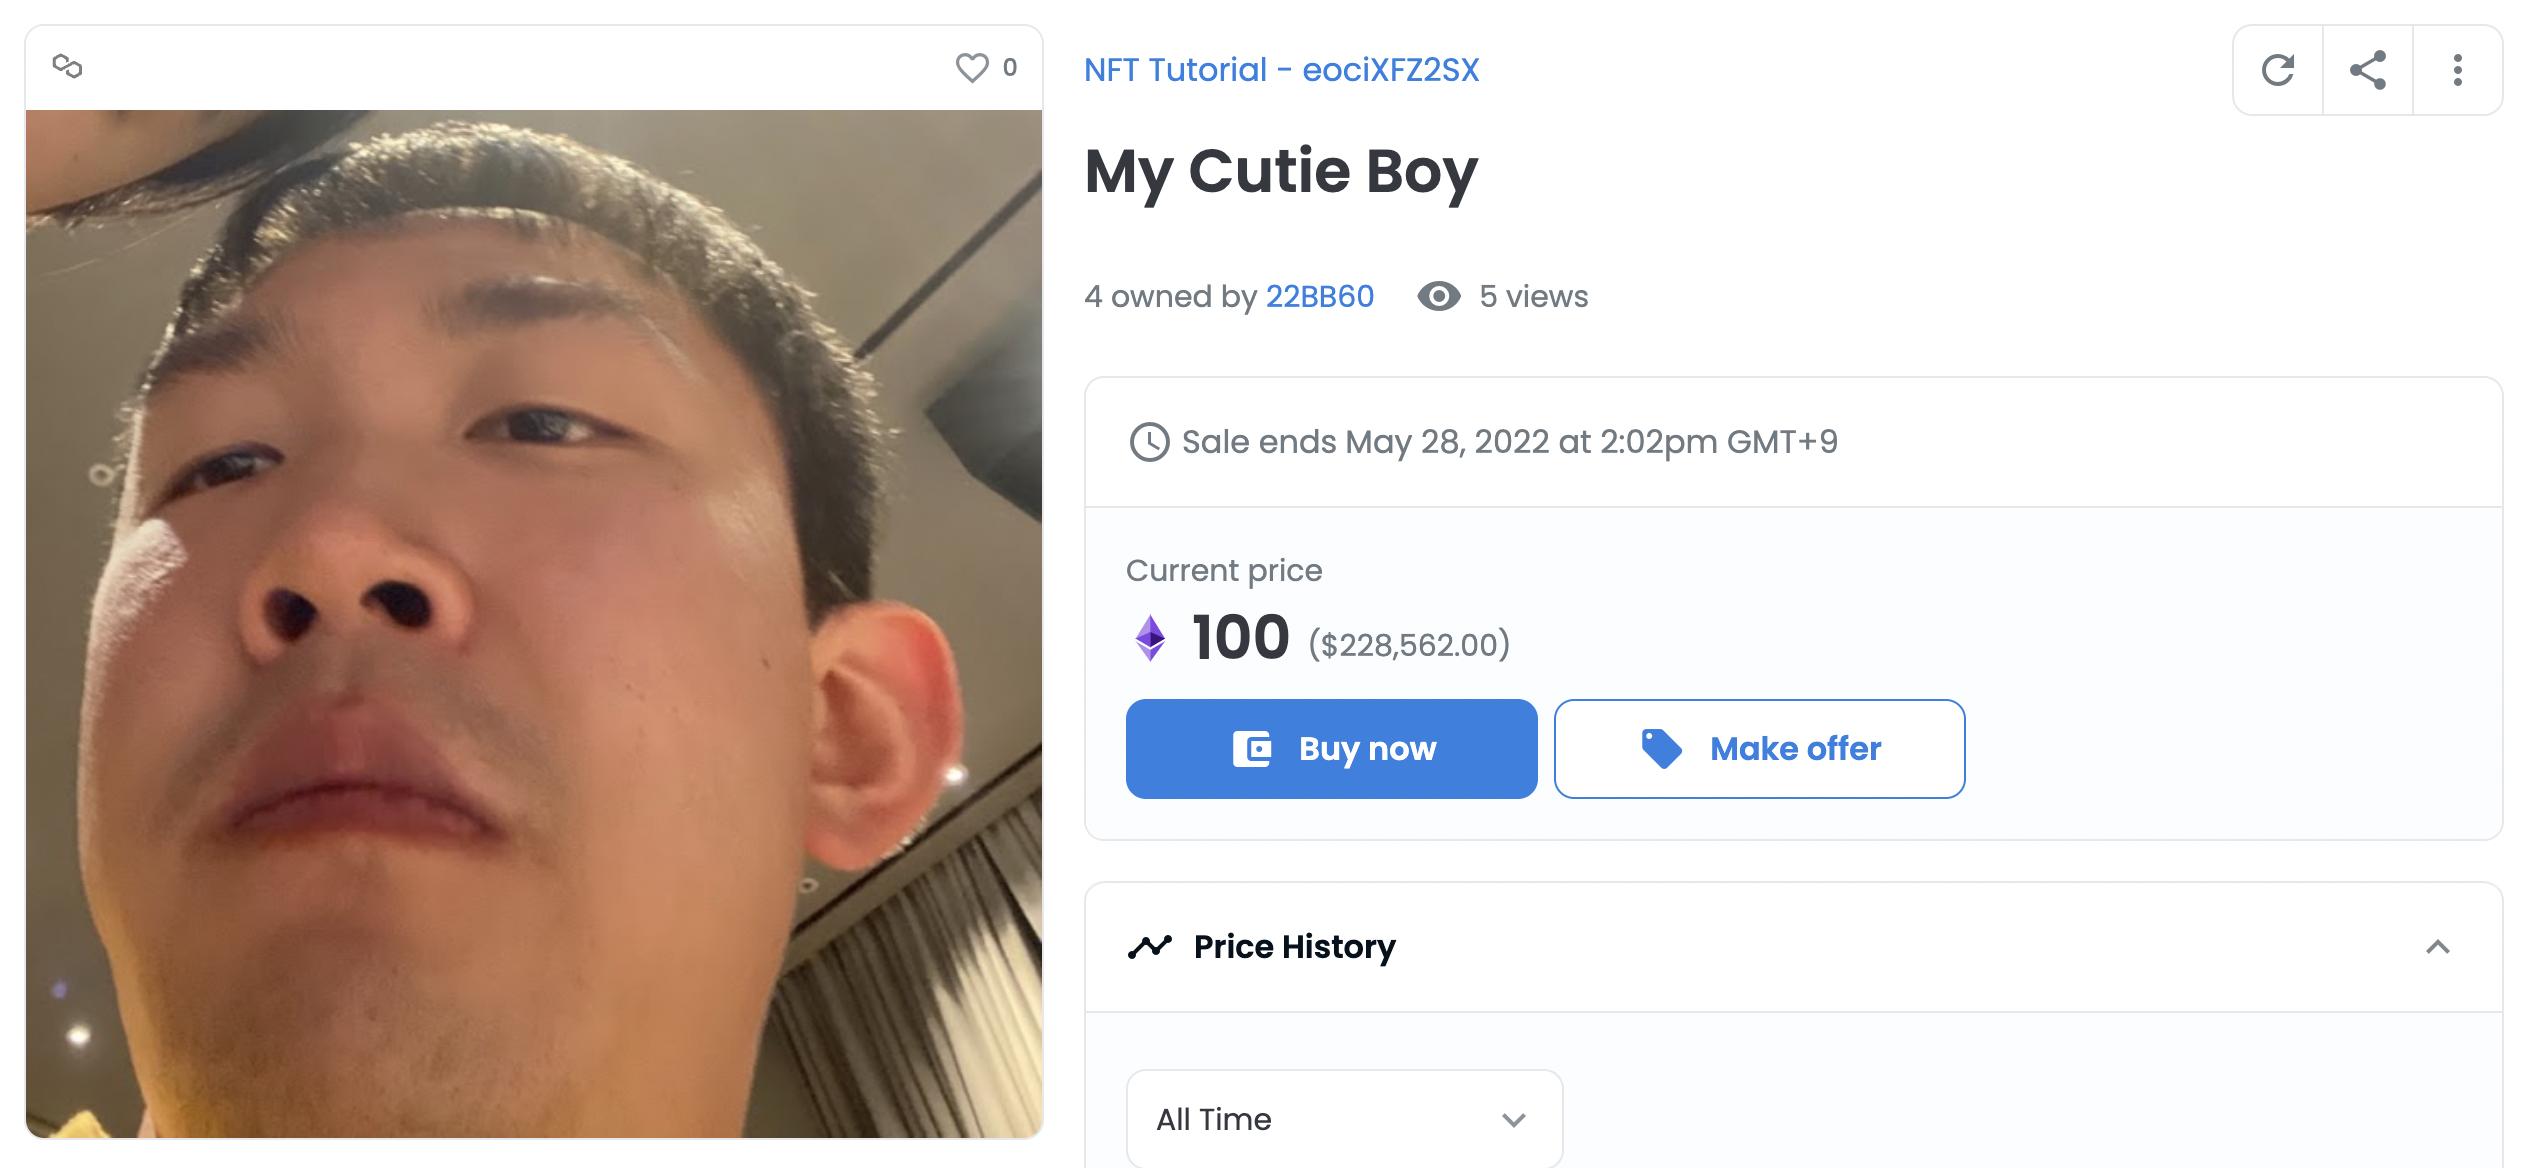 0
NFT Tutorial - eociXFZ2SX
My Cutie Boy
4 owned by 22BB60 5 views
Sale ends May 28, 2022 at 2:02pm GMT+9
Current price
100 ($228,562.00)
Buy now Make offer
Price History
All Time